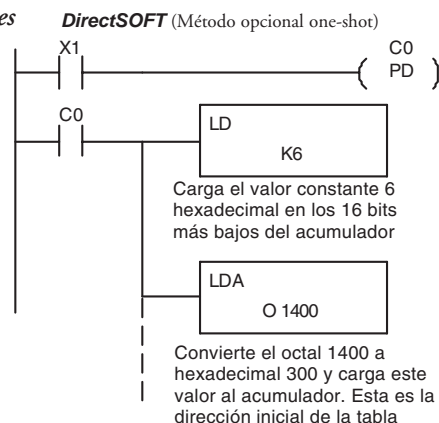 es DirectSOFT (Método opcional one-shot)
X1
C0
PD
C0
LD
K6
Carga el valor constante 6
hexadecimal en los 16 bits
más bajos del acumulador
LDA
O 1400
Convierte el octal 1400 a
hexadecimal 300 y carga este
valor al acumulador. Esta es la
dirección inicial de la tabla